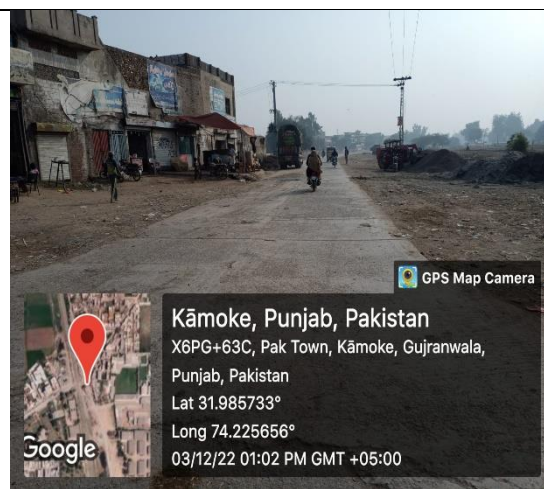 GPS Map Camera
Kāmoke, Punjab, Pakistan
X6PG+63C, Pak Town, Kāmoke, Gujranwala,
Punjab, Pakistan
Lat 31.985733°
Long 74.225656°
03/12/22 01:02 PM GMT +05:00
Google